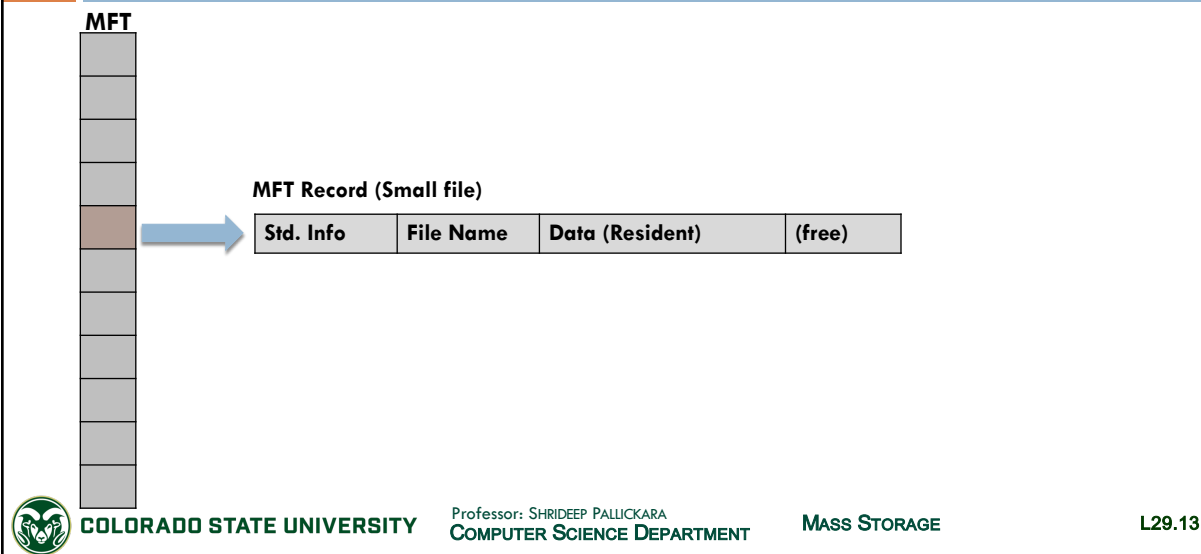 MFT
MFT Record (Small file)
Std. Info File Name Data (Resident) (free)
COLORADO STATE UNIVERSITY
Professor: SHRIDEEP PALLICKARA
COMPUTER SCIENCE DEPARTMENT
MASS STORAGE
L29.13